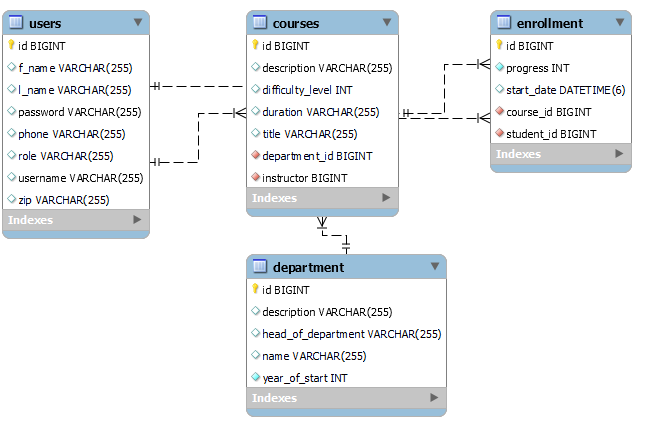 users
id BIGINT
f_name VARCHAR(255)
l_name VARCHAR(255)
password VARCHAR(255)
phone VARCHAR(255)
role VARCHAR(255)
username VARCHAR(255)
zip VARCHAR(255)
Indexes
courses
id BIGINT
description VARCHAR(255)
difficulty_level INT
duration VARCHAR(255)
title VARCHAR(255)
department_id BIGINT
instructor BIGINT
Indexes
enrollment
id BIGINT
progress INT
start_date DATETIME(6)
course_id BIGINT
student_id BIGINT
Indexes
department
id BIGINT
description VARCHAR(255)
head_of_department VARCHAR(255)
name VARCHAR(255)
year_of_start INT
Indexes